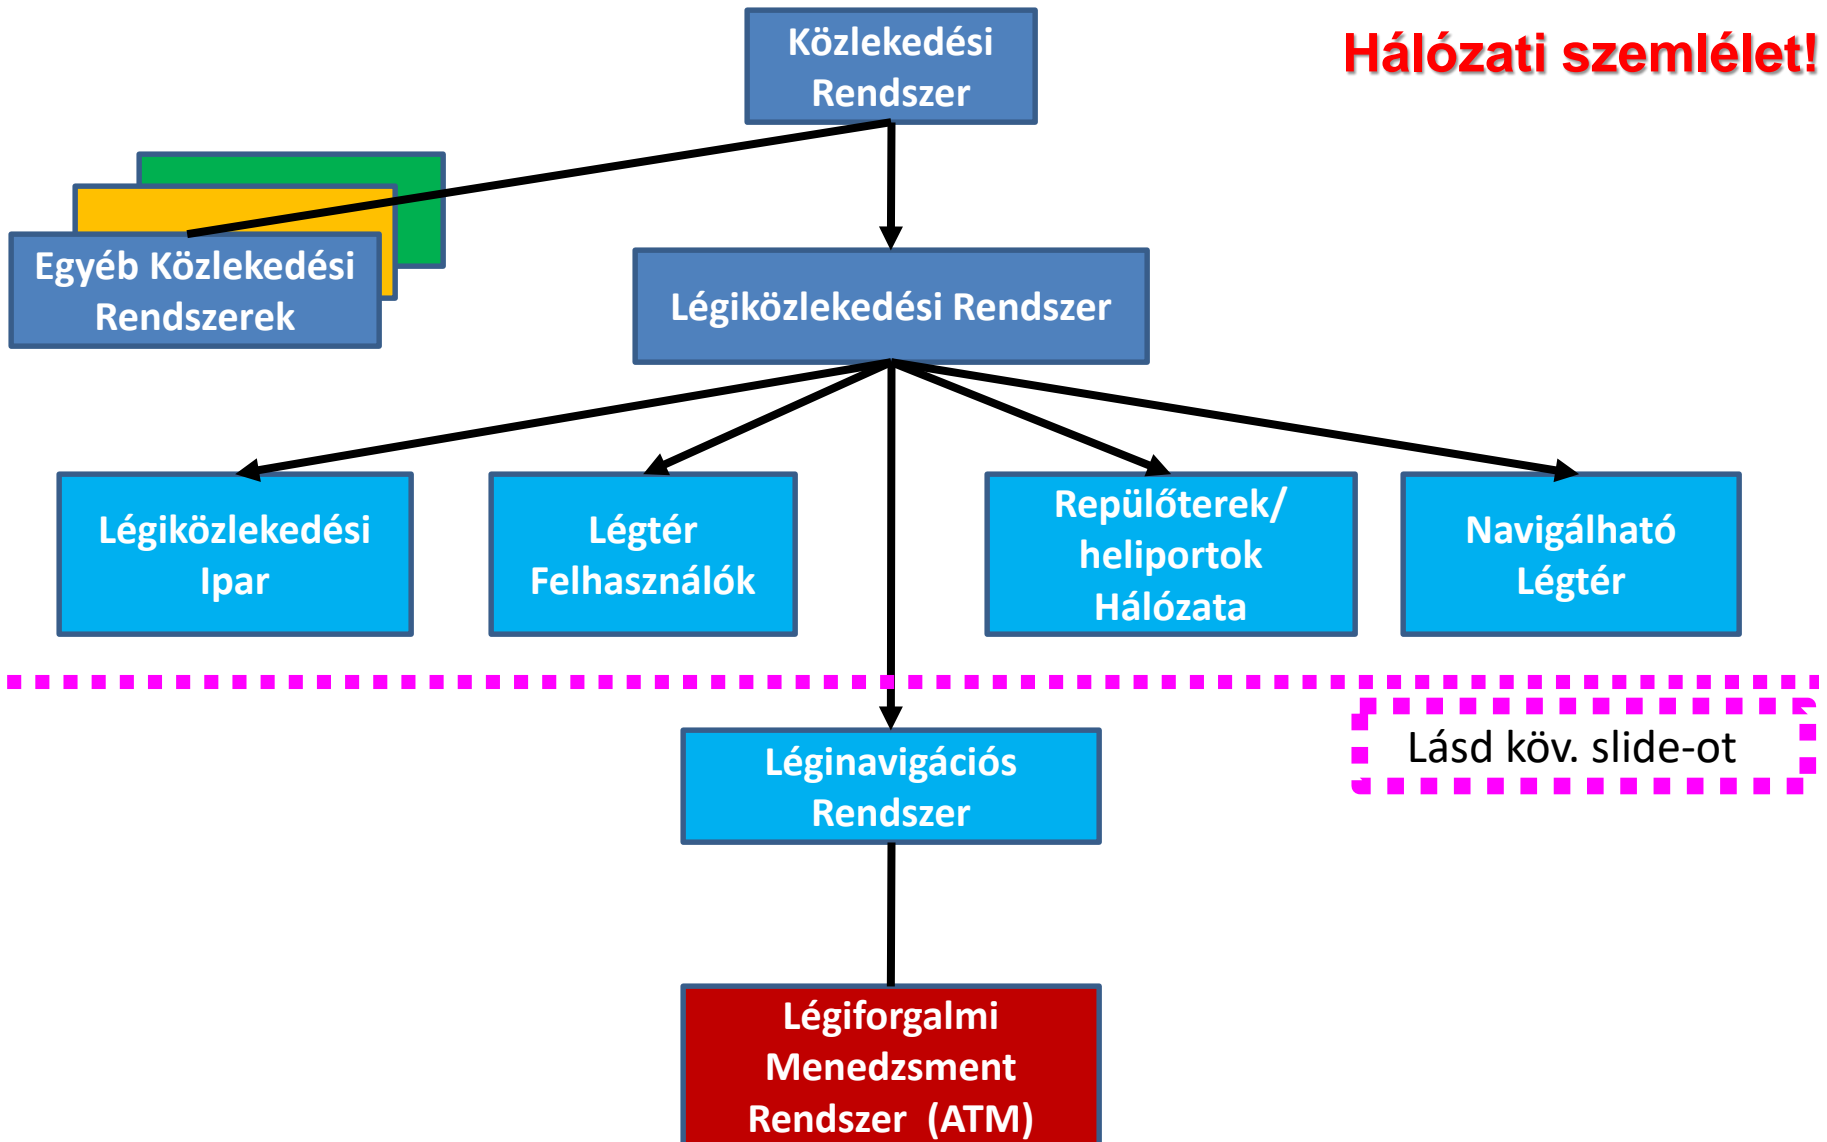 Közlekedési
Rendszer
Hálózati szemlélet!
Egyéb Közlekedési
Rendszerek
Légiközlekedési Rendszer
Légiközlekedési
Ipar
Légtér
Felhasználók
Repülőterek/
heliportok
Hálózata
Navigálható
Légtér
Lásd köv. slide-ot
Léginavigációs
Rendszer
Légiforgalmi
Menedzsment
Rendszer (ATM)